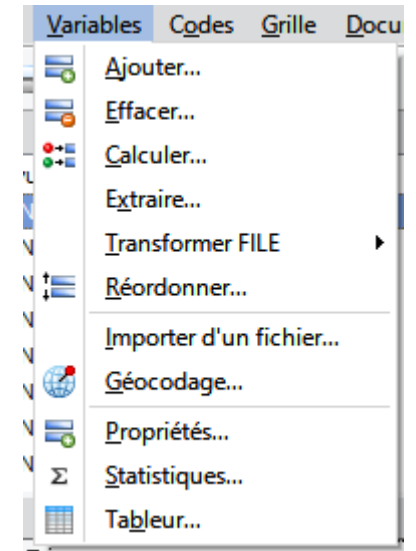 Variables Codes Grille Docu
Ajouter...
Effacer...
Calculer...
Extraire...
Transformer FILE
Réordonner...
Importer d'un fichier...
Géocodage...
Propriétés...
Σ Statistiques...
Tableur...